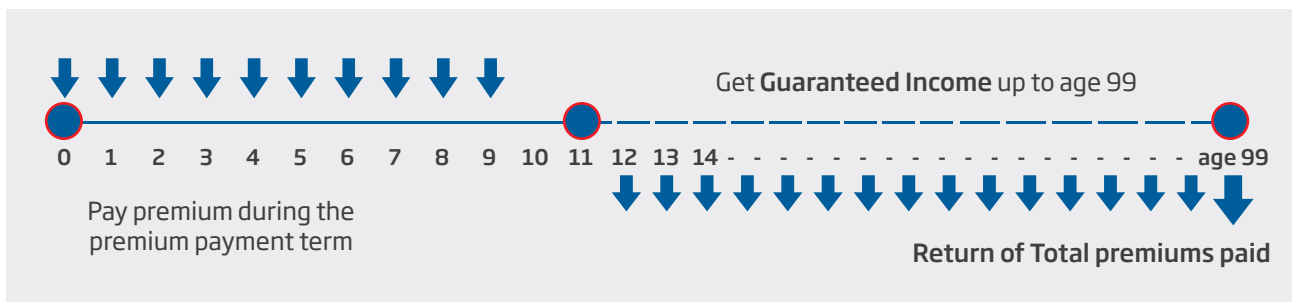 Get Guaranteed Income up to age 99
0 1 2 3 4 5 6 7 8 9 10 11 12 13 14 - - - - - - - - - - - - - - - - - - age 99
Pay premium during the
premium payment term
Return of Total premiums paid